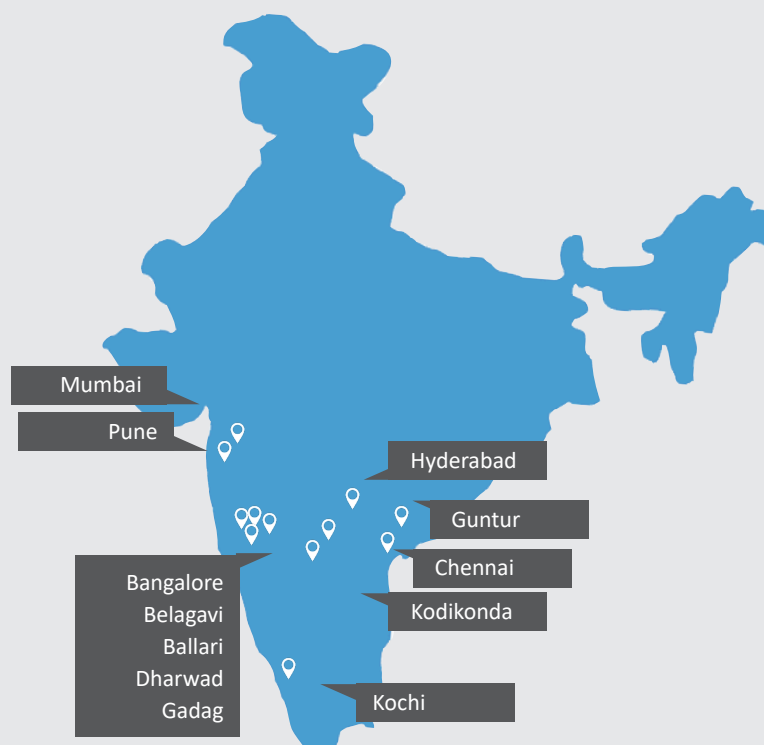 Mumbai
Pune
Hyderabad
Guntur
Chennai
Kodikonda
Bangalore
Belagavi
Ballari
Dharwad
Gadag
Kochi